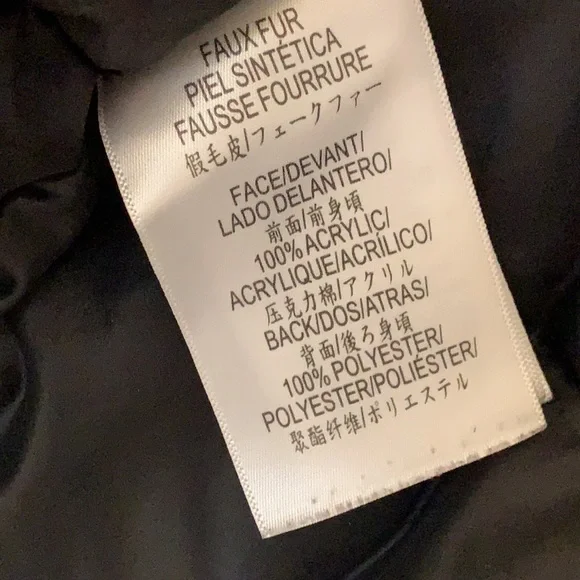 FAUX FUR
PIEL SINTÉTICA
FAUSSE FOURRURE
假毛皮/フェークファー
FACE/DEVANT/
LADO DELANTERO/
前面/前身頃
100% ACRYLIC/
ACRYLIQUE/ACRÍLICO/
压克力棉/アクリル
BACK/DOS/ATRAS/
背面/後ろ身頃
100% POLYESTER/
POLYESTER/POLIÉSTER/
聚酯纤维/ポリエステル